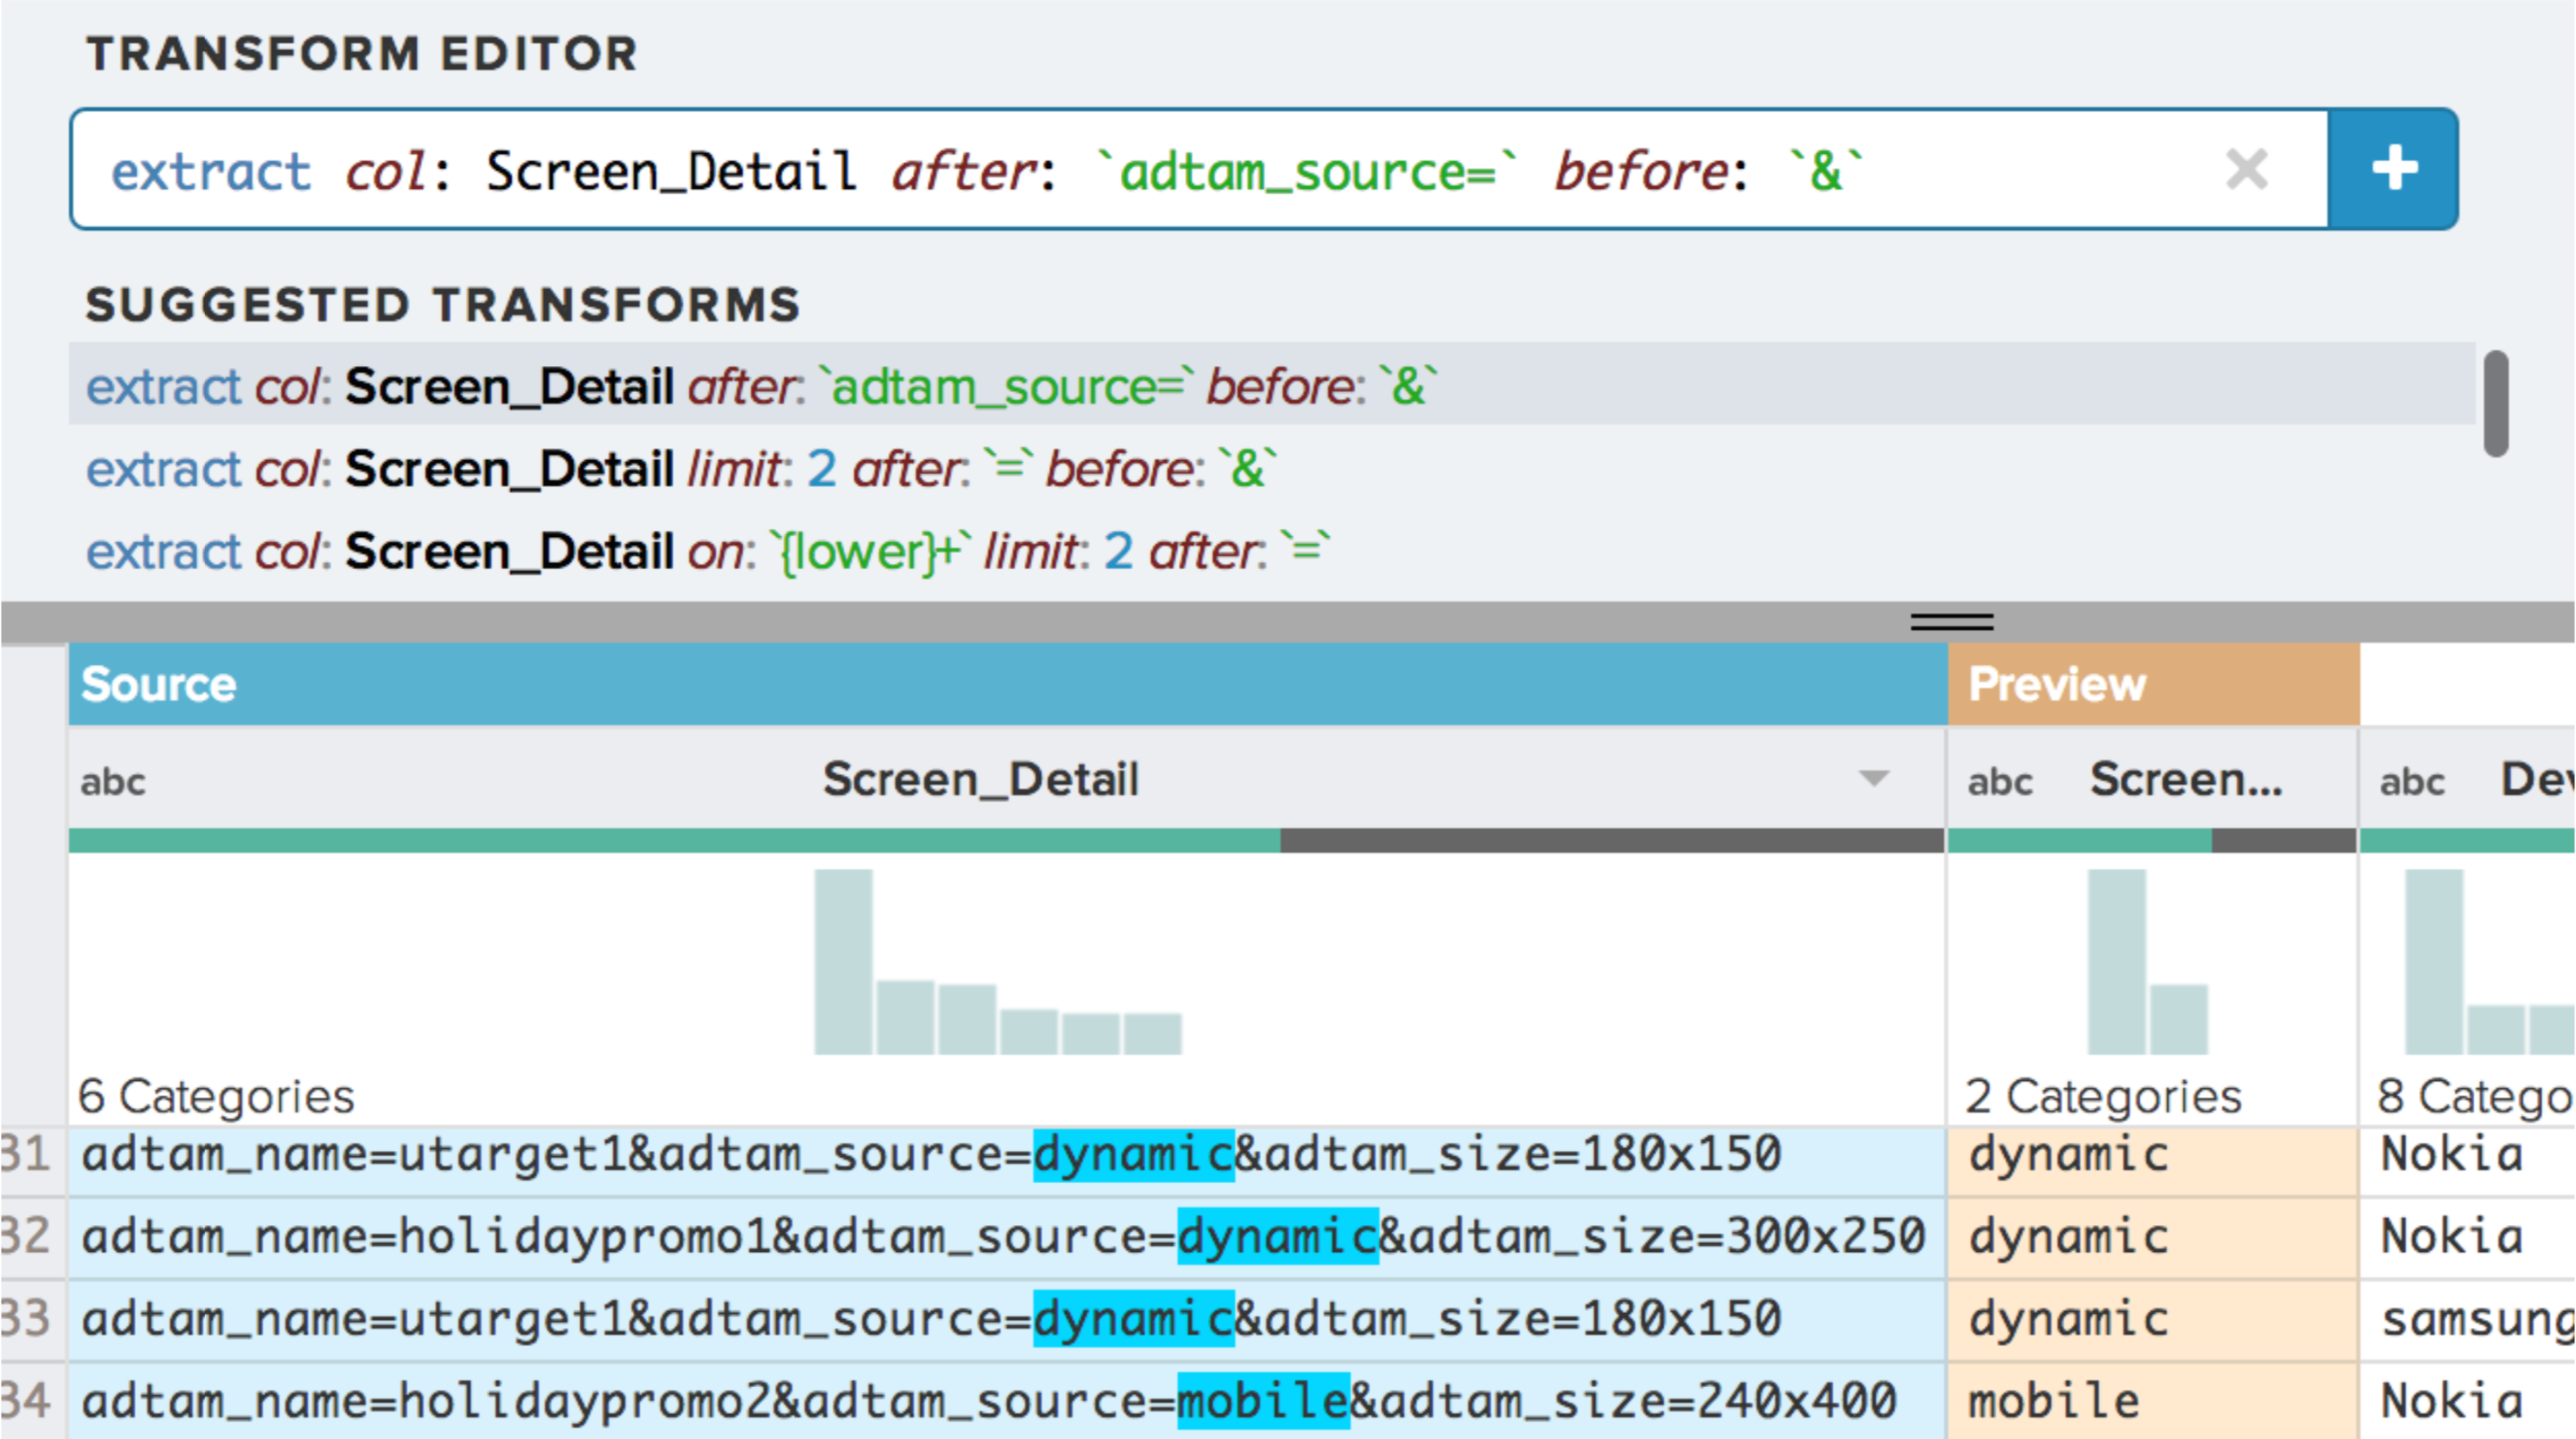 TRANSFORM EDITOR
extract col: Screen_Detail after: `adtam_source=` before: `&`
SUGGESTED TRANSFORMS
extract col: Screen_Detail after: `adtam_source=` before: `&`
extract col: Screen_Detail limit: 2 after: `=` before: `&`
extract col: Screen_Detail on: `{lower}+` limit: 2 after: `=`
Source Preview
abc Screen_Detail abc Screen... abc
6 Categories 2 Categories 8
31 adtam_name=utarget1&adtam_source=dynamic&adtam_size=180x150 dynamic Nokia
32 adtam_name=holidaypromo1&adtam_source=dynamic&adtam_size=300x250 dynamic Nokia
33 adtam_name=utarget1&adtam_source=dynamic&adtam_size=180x150 dynamic samsung
34 adtam_name=holidaypromo2&adtam_source=mobile&adtam_size=240x400 mobile Nokia